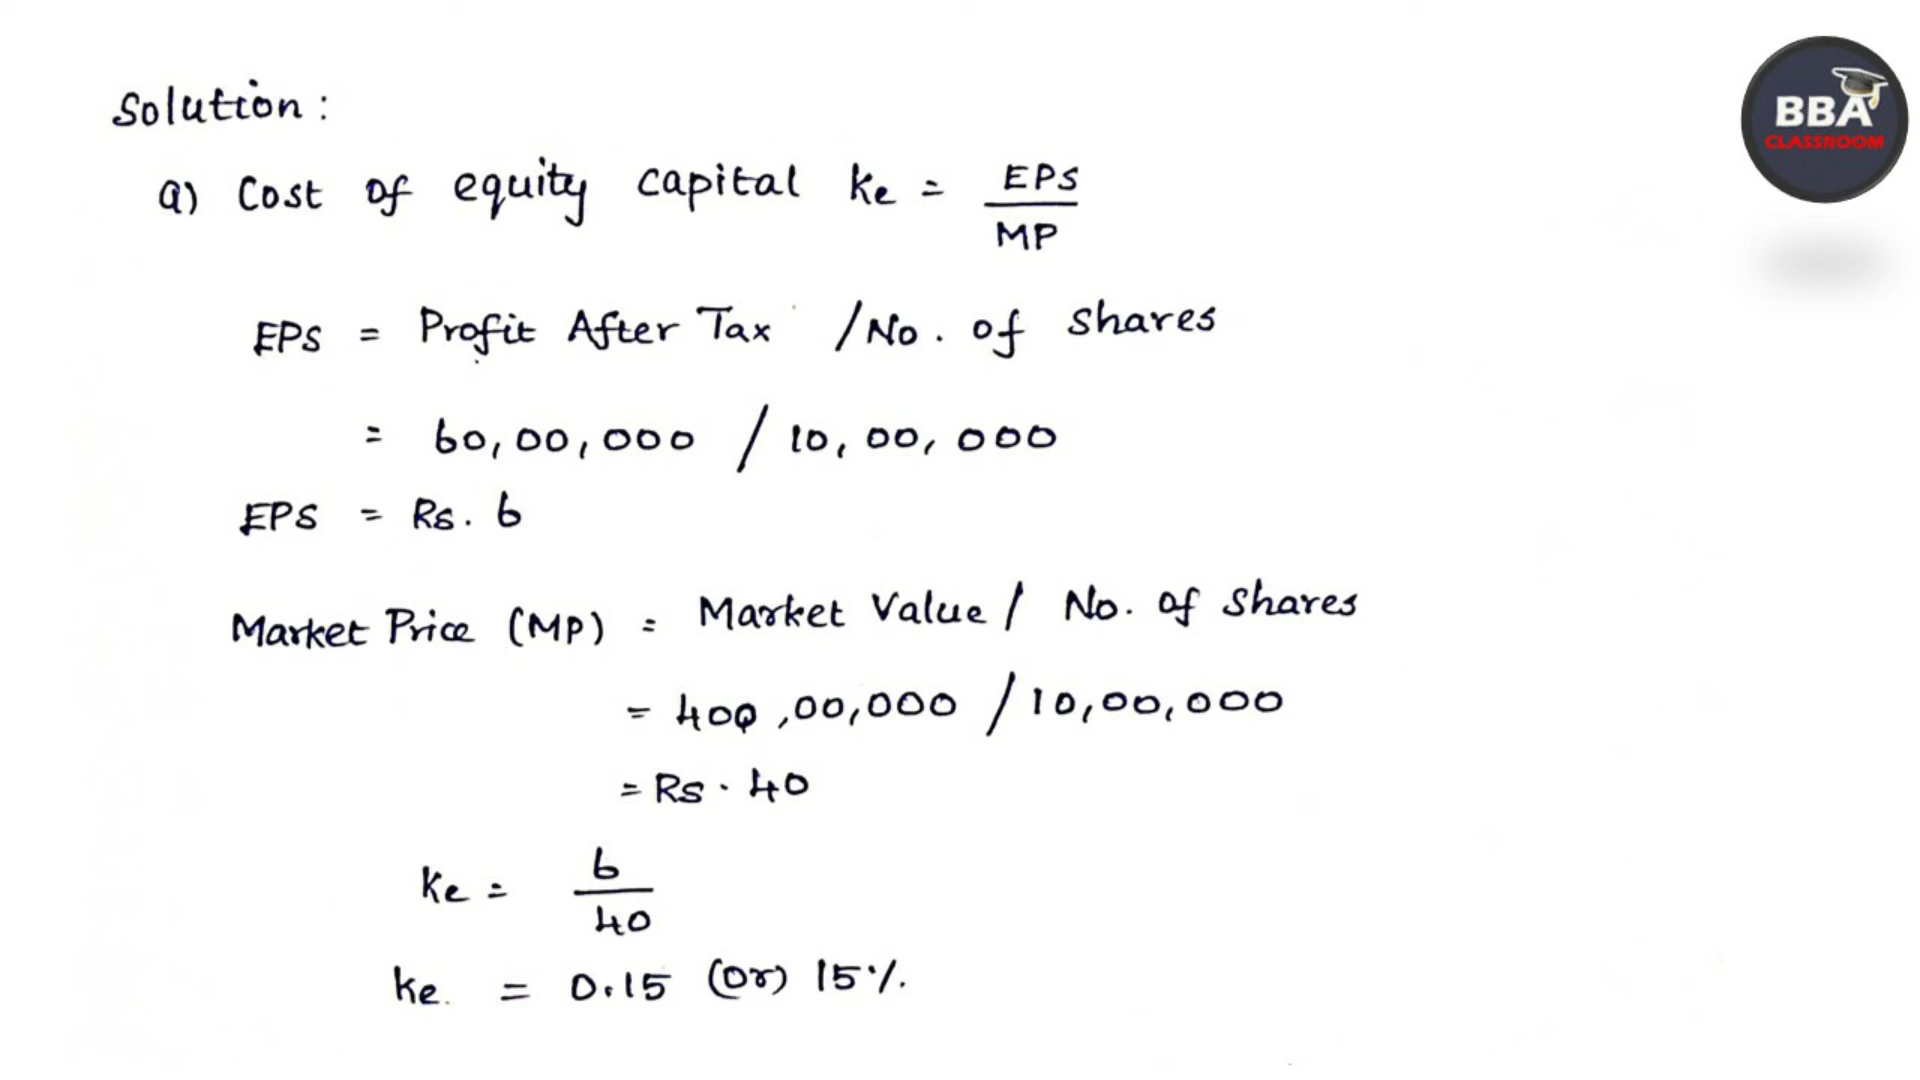 Solution :
a) Cost of equity capital ke = EPS / MP
EPS = Profit After Tax / No. of shares
= 60,00,000 / 10,00,000
EPS = Rs. 6
Market Price (MP) = Market Value / No. of shares
= 400,00,000 / 10,00,000
= Rs. 40
ke = 6 / 40
ke. = 0.15 (or) 15%.
BBA
CLASSROOM